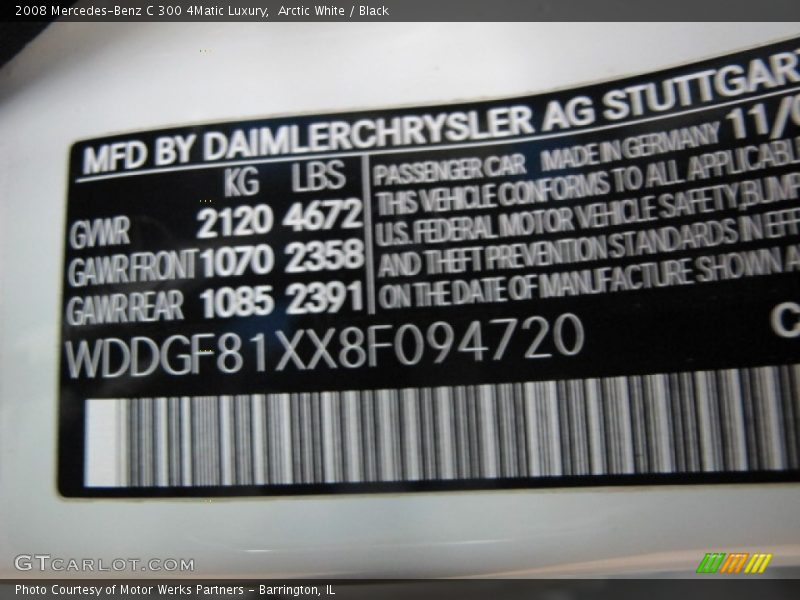 2008 Mercedes-Benz C 300 4Matic Luxury,  Arctic White / Black
MFD BY DAIMLERCHRYSLER AG STUTTGAR
KG LBS
GVWR 2120 4672
GAWR FRONT 1070 2358
GAWR REAR 1085 2391
11/
PASSENGER CAR MADE IN GERMANY
THIS VEHICLE CONFORMS TO ALL APPLICABL
U.S. FEDERAL MOTOR VEHICLE SAFETY, BUMP
AND THEFT PREVENTION STANDARDS IN EFF
ON THE DATE OF MANUFACTURE SHOWN A
WDDGF81XX8F094720
C
GTCARLOT.COM
Photo Courtesy of Motor Werks Partners - Barrington, IL